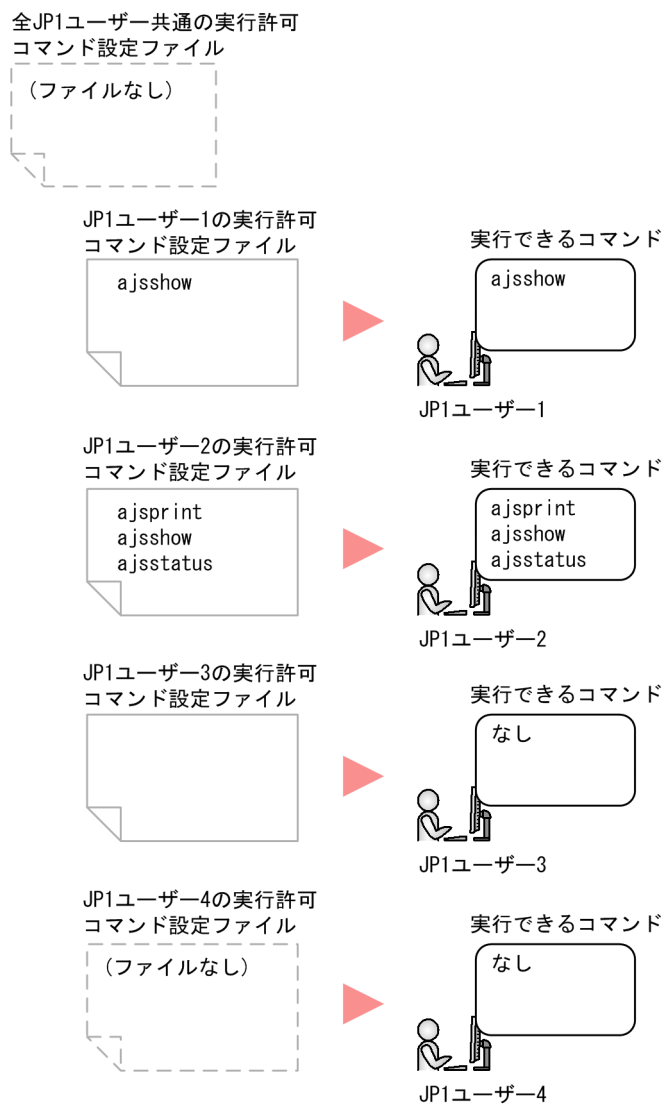 全JP1ユーザー共通の実行許可
コマンド設定ファイル
（ファイルなし）
JP1ユーザー1の実行許可
コマンド設定ファイル
ajsshow
実行できるコマンド
ajsshow
JP1ユーザー1
JP1ユーザー2の実行許可
コマンド設定ファイル
ajsprint
ajsshow
ajsstatus
実行できるコマンド
ajsprint
ajsshow
ajsstatus
JP1ユーザー2
JP1ユーザー3の実行許可
コマンド設定ファイル
実行できるコマンド
なし
JP1ユーザー3
JP1ユーザー4の実行許可
コマンド設定ファイル
（ファイルなし）
実行できるコマンド
なし
JP1ユーザー4